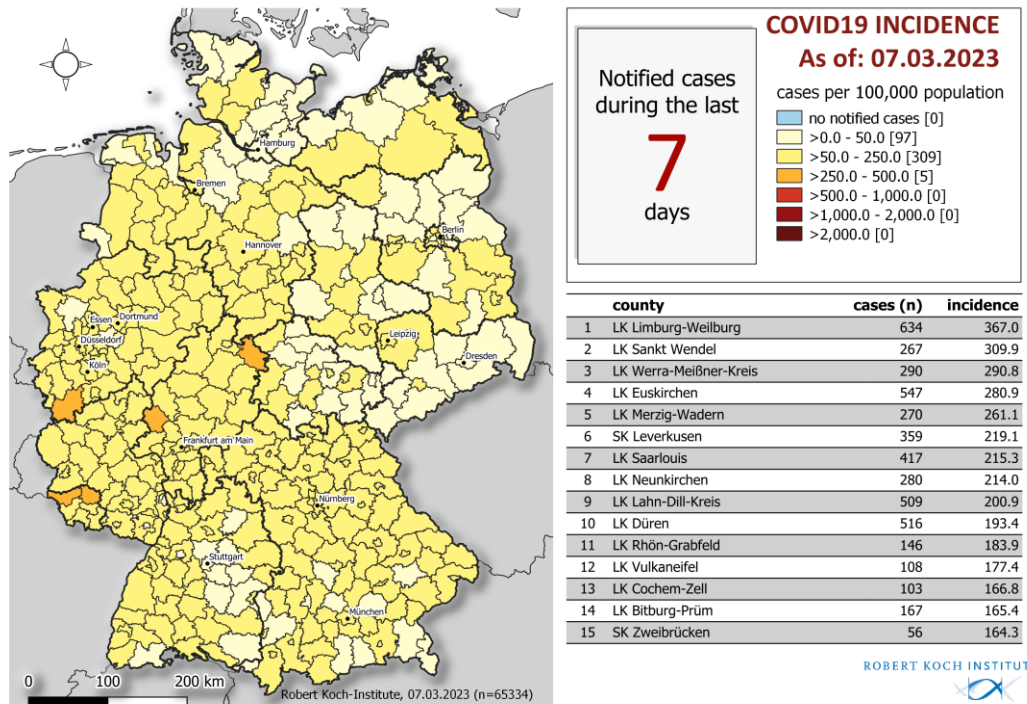 Hamburg
Bremen
Berlin
Hannover
Essen
Dortmund
Düsseldorf
Leipzig
Köln
Dresden
Frankfurt am Main
Nürnberg
Stuttgart
München
0 100 200 km
Robert Koch-Institute, 07.03.2023 (n=65334)
Notified cases
during the last
7
days
COVID19 INCIDENCE
As of: 07.03.2023
cases per 100,000 population
no notified cases [0]
>0.0 - 50.0 [97]
>50.0 - 250.0 [309]
>250.0 - 500.0 [5]
>500.0 - 1,000.0 [0]
>1,000.0 - 2,000.0 [0]
>2,000.0 [0]
county cases (n) incidence
1 LK Limburg-Weilburg 634 367.0
2 LK Sankt Wendel 267 309.9
3 LK Werra-Meißner-Kreis 290 290.8
4 LK Euskirchen 547 280.9
5 LK Merzig-Wadern 270 261.1
6 SK Leverkusen 359 219.1
7 LK Saarlouis 417 215.3
8 LK Neunkirchen 280 214.0
9 LK Lahn-Dill-Kreis 509 200.9
10 LK Düren 516 193.4
11 LK Rhön-Grabfeld 146 183.9
12 LK Vulkaneifel 108 177.4
13 LK Cochem-Zell 103 166.8
14 LK Bitburg-Prüm 167 165.4
15 SK Zweibrücken 56 164.3
ROBERT KOCH INSTITUT